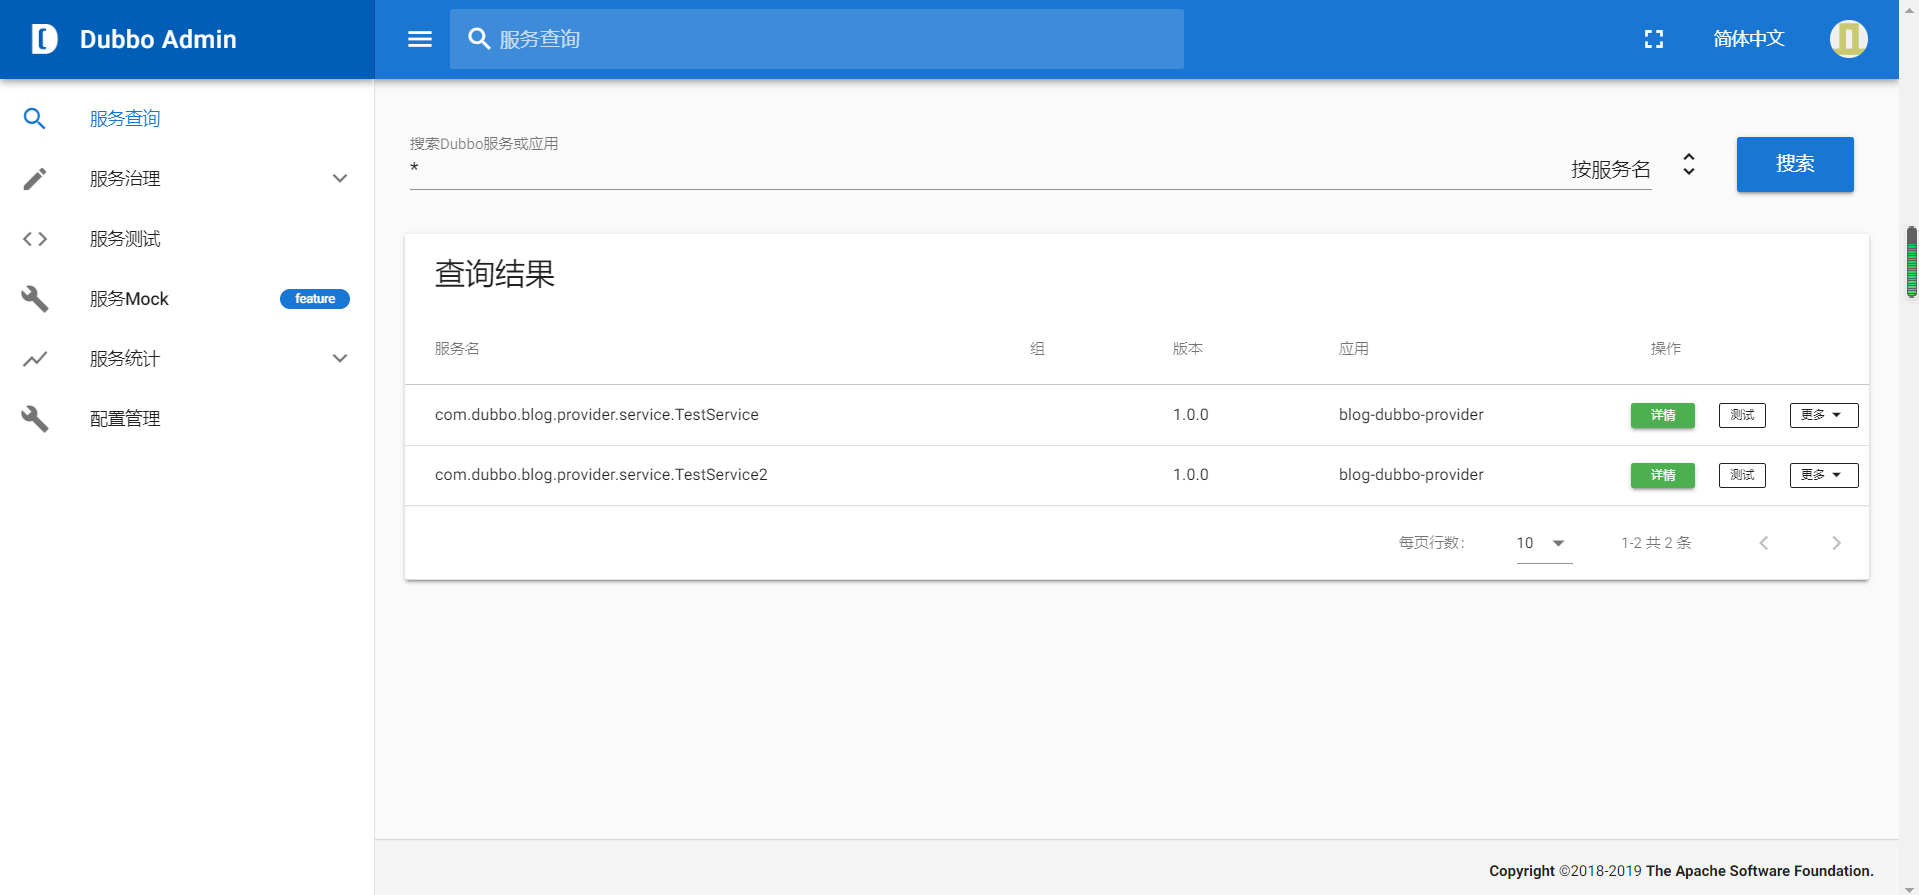 Dubbo Admin
服务查询
简体中文
服务查询
服务治理
服务测试
服务Mock
feature
服务统计
配置管理
搜索Dubbo服务或应用
*
按服务名
搜索
查询结果
服务名 组 版本 应用 操作
com.dubbo.blog.provider.service.TestService 1.0.0 blog-dubbo-provider 详情 测试 更多
com.dubbo.blog.provider.service.TestService2 1.0.0 blog-dubbo-provider 详情 测试 更多
每页行数: 10 1-2 共 2 条
Copyright ©2018-2019 The Apache Software Foundation.